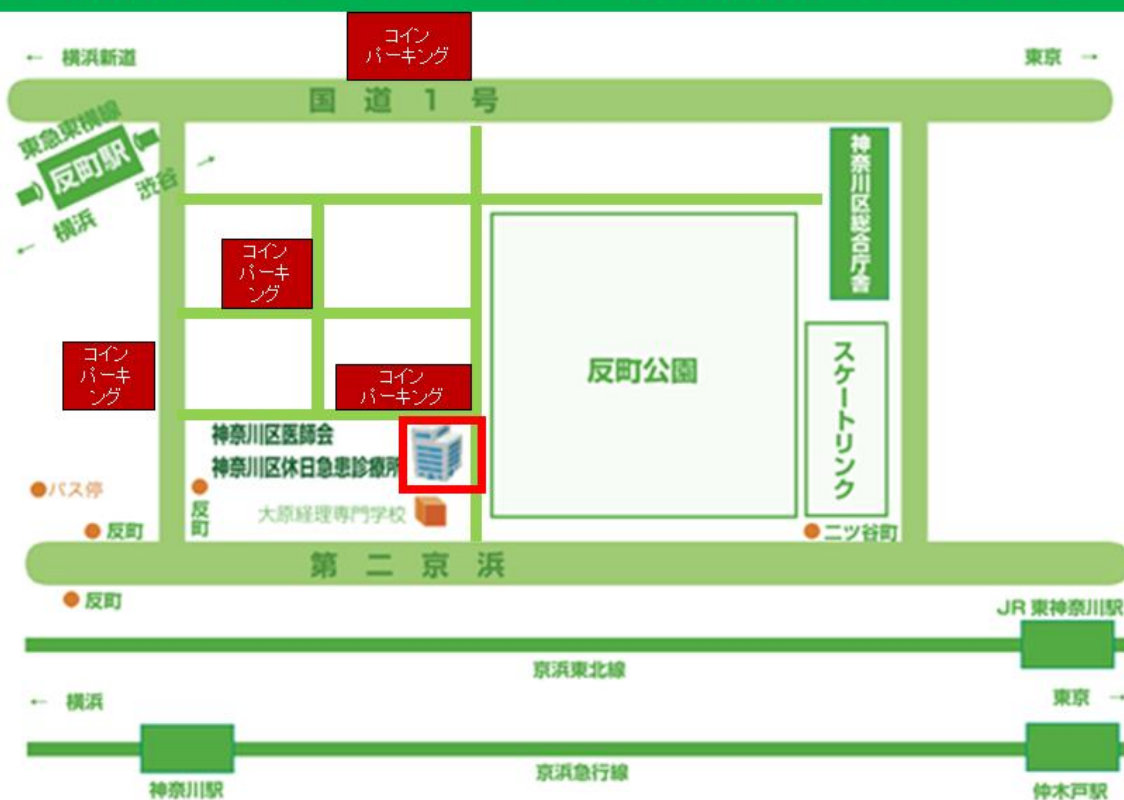 コイン
パーキング
← 横浜新道
東京 →
国道1号
東急東横線
反町駅
渋谷 →
← 横浜
神奈川区総合庁舎
コイン
パーキ
ング
コイン
パーキ
ング
コイン
パーキング
反町公園
スケートリンク
神奈川区医師会
神奈川区休日急患診療所
バス停
反町
反町
大原経理専門学校
二ツ谷町
第二京浜
反町
JR 東神奈川駅
京浜東北線
← 横浜
東京 →
京浜急行線
神奈川駅
仲木戸駅